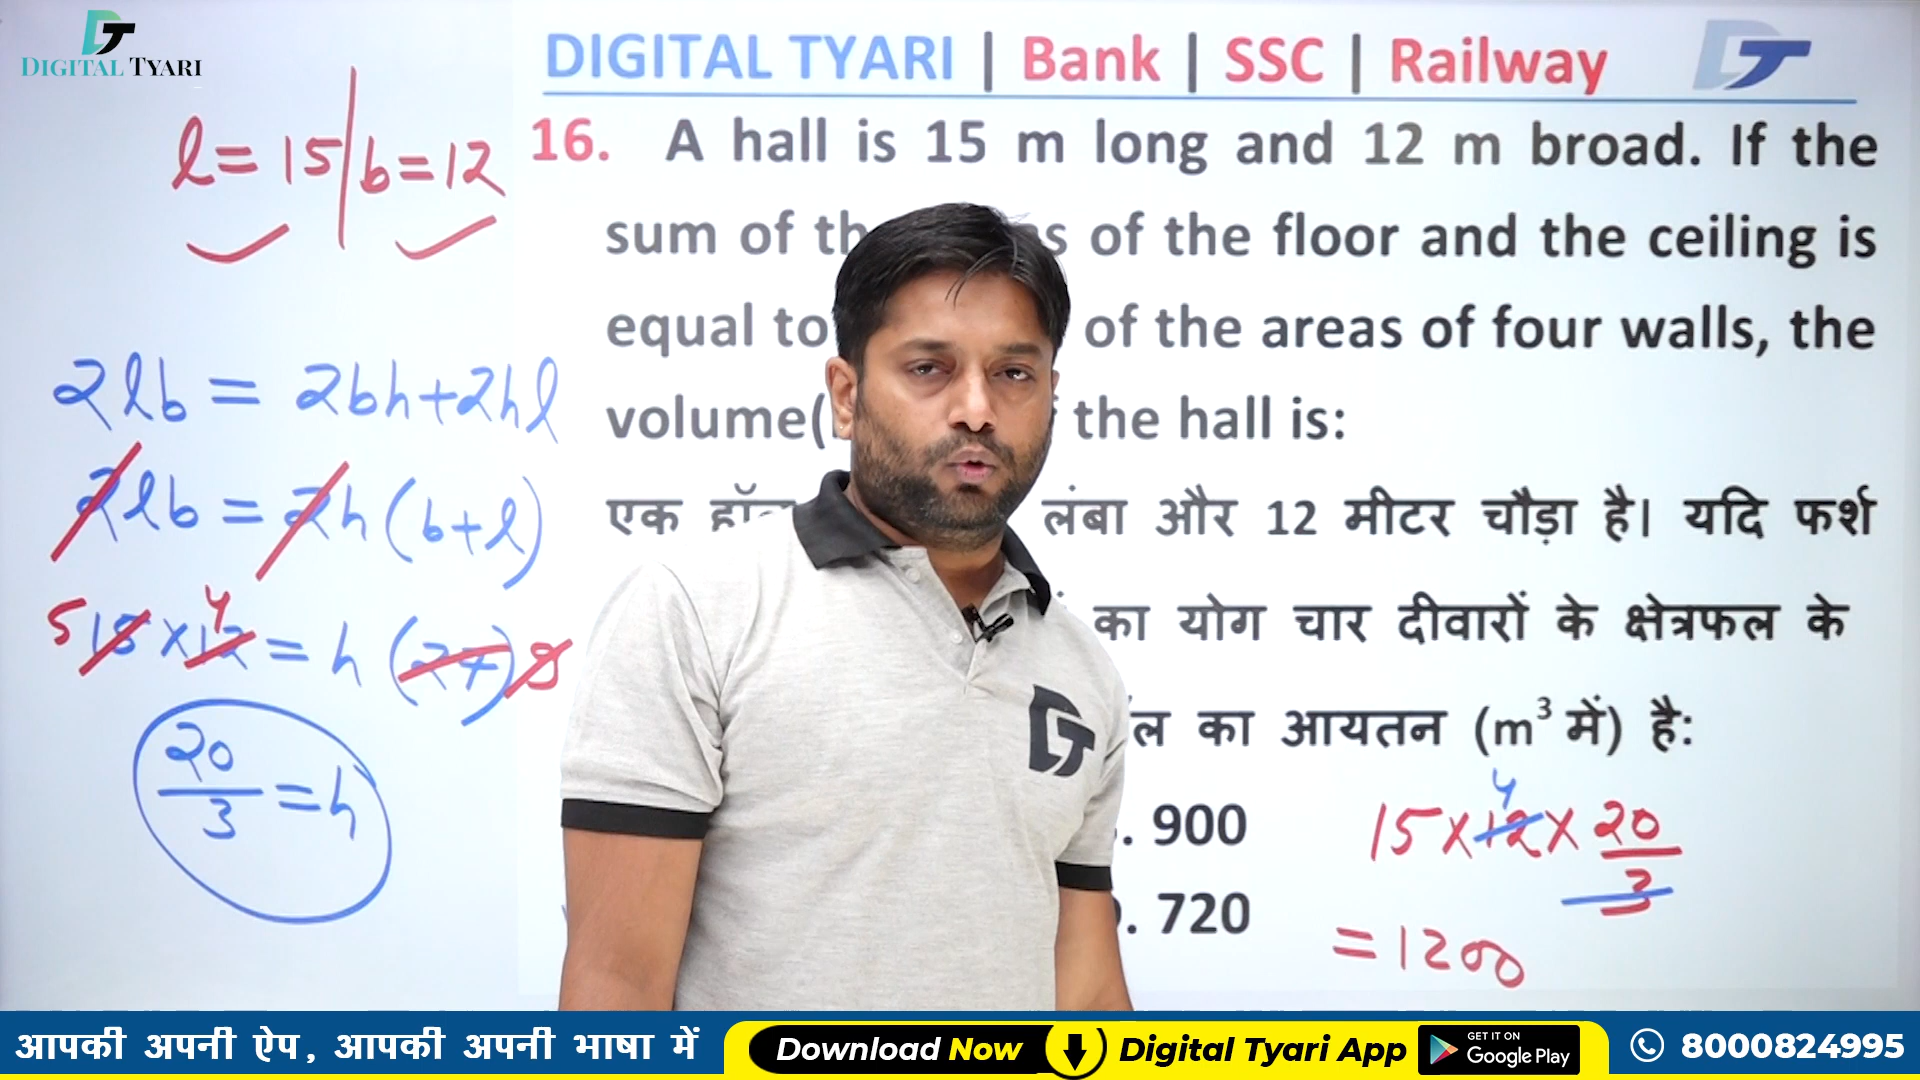 DIGITAL TYARI
DIGITAL TYARI | Bank | SSC | Railway
l = 15 | b = 12
16. A hall is 15 m long and 12 m broad. If the
sum of of the floor and the ceiling is
equal to of the areas of four walls, the
volume( the hall is:
2lb = 2bh+2hl
2lb = 2h(b+l)
5 15 x 12 4 = h (27) 9
20/3 = h
एक लंबा और 12 मीटर चौड़ा है। यदि फर्श
का योग चार दीवारों के क्षेत्रफल के
का आयतन (m³ में) है:
. 900
. 720
15 x 12 4 x 20/3
= 1200
DT
आपकी अपनी ऐप, आपकी अपनी भाषा में
Download Now
Digital Tyari App
GET IT ON
Google Play
8000824995